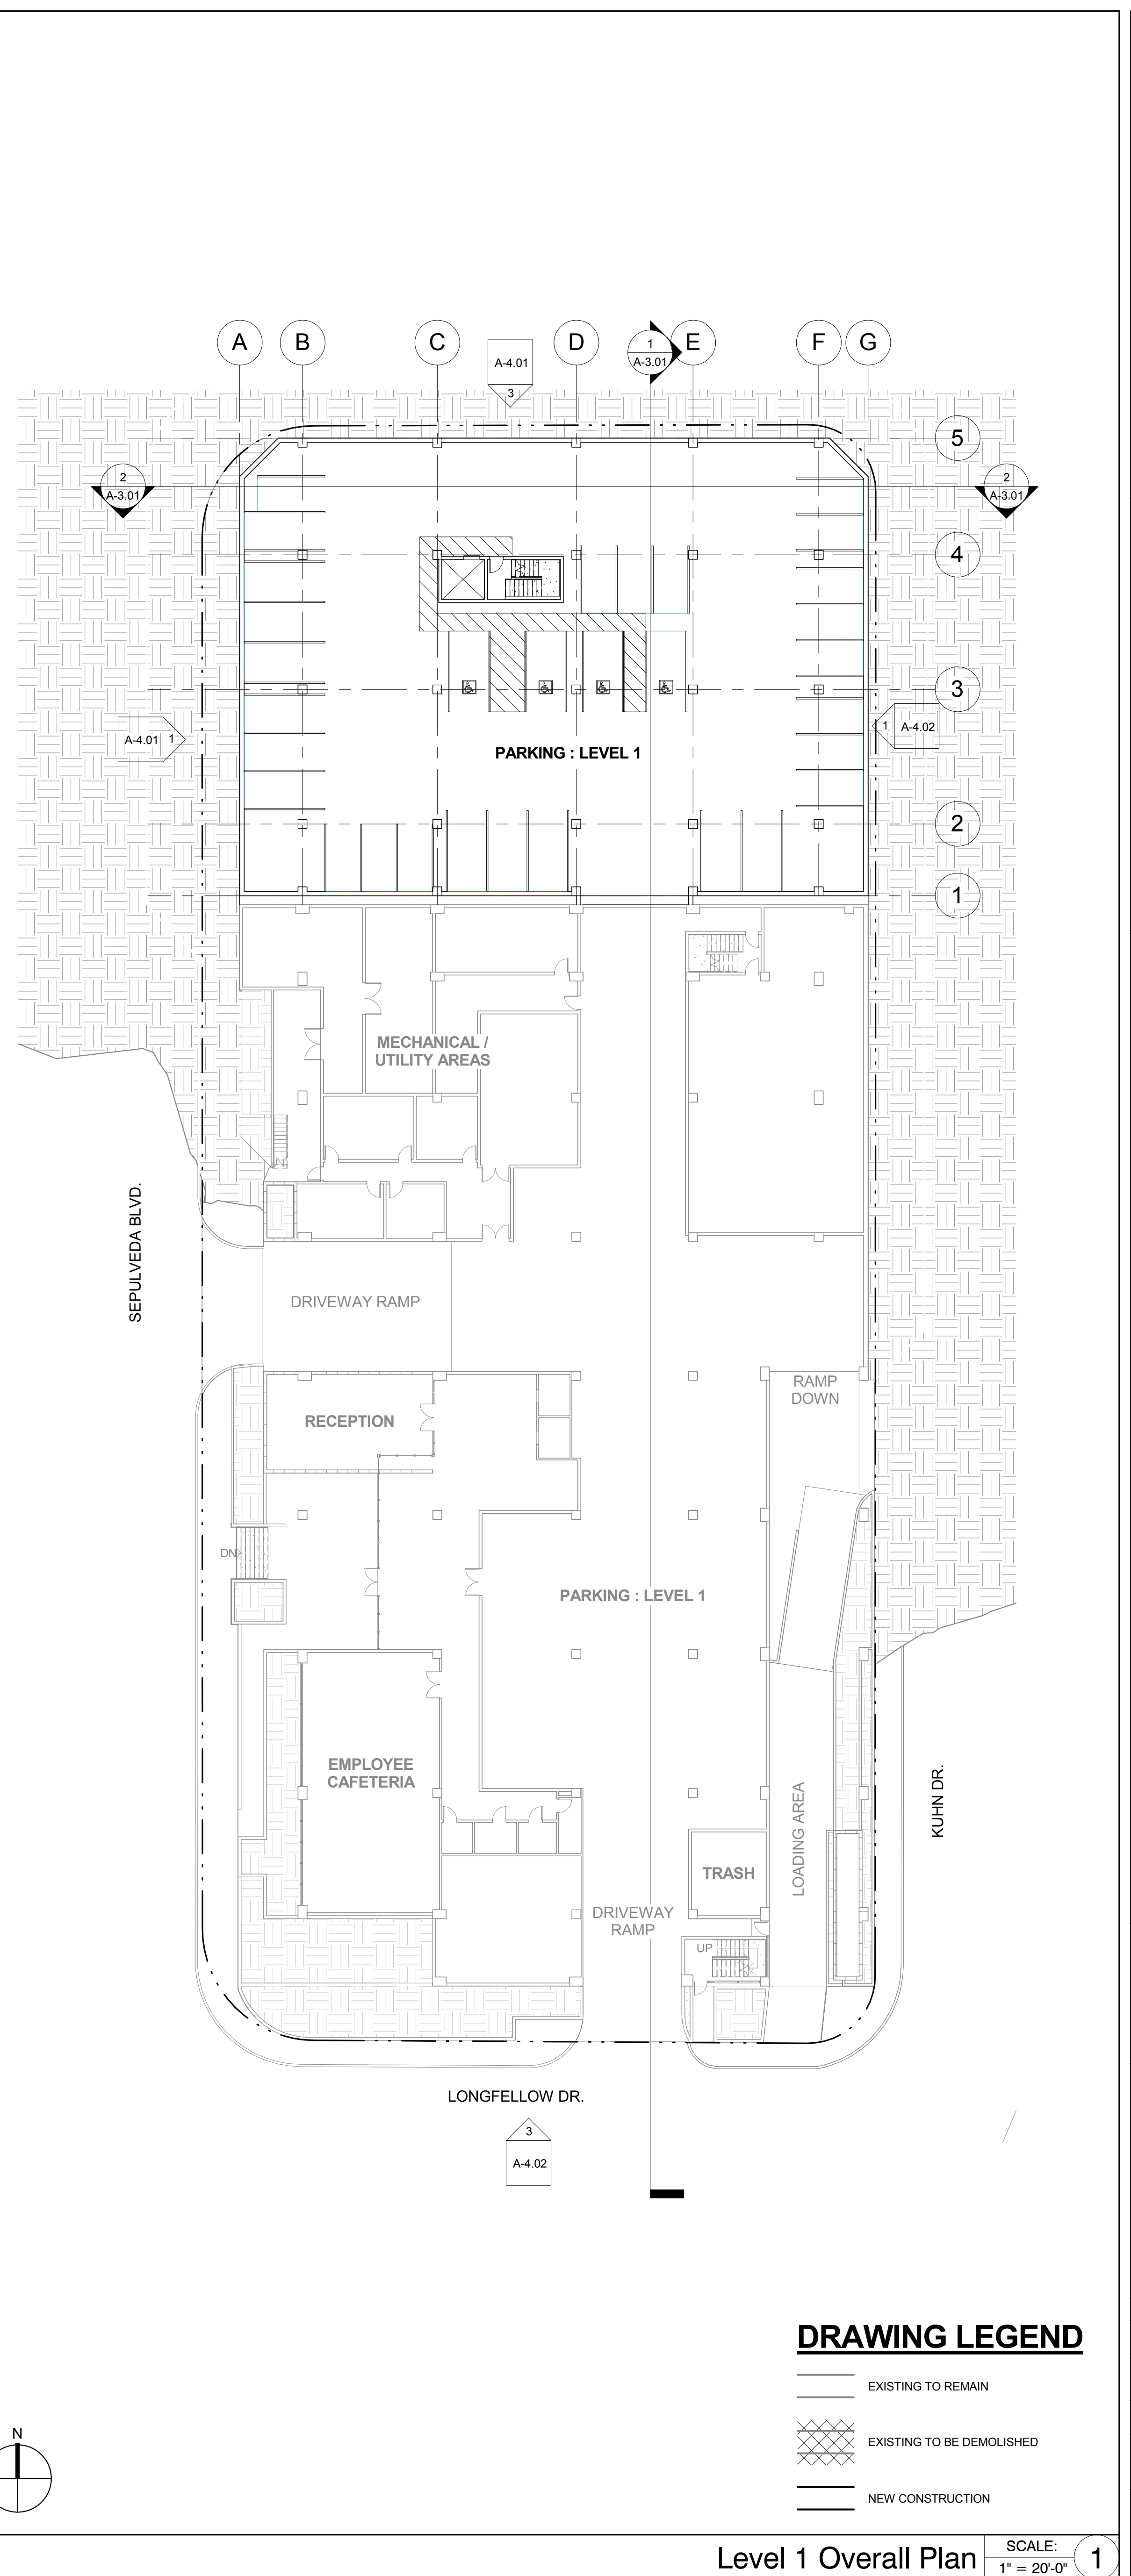 A
B
C
D
E
F
G
A-4.01
3
1
A-3.01
5
2
A-3.01
2
A-3.01
4
3
A-4.01
1
1
A-4.02
PARKING : LEVEL 1
2
1
MECHANICAL /
UTILITY AREAS
SEPULVEDA BLVD.
DRIVEWAY RAMP
RAMP
DOWN
RECEPTION
DN
PARKING : LEVEL 1
EMPLOYEE
CAFETERIA
KUHN DR.
LOADING AREA
TRASH
DRIVEWAY
RAMP
UP
LONGFELLOW DR.
3
A-4.02
DRAWING LEGEND
EXISTING TO REMAIN
EXISTING TO BE DEMOLISHED
NEW CONSTRUCTION
N
Level 1 Overall Plan
SCALE:
1" = 20'-0"
1